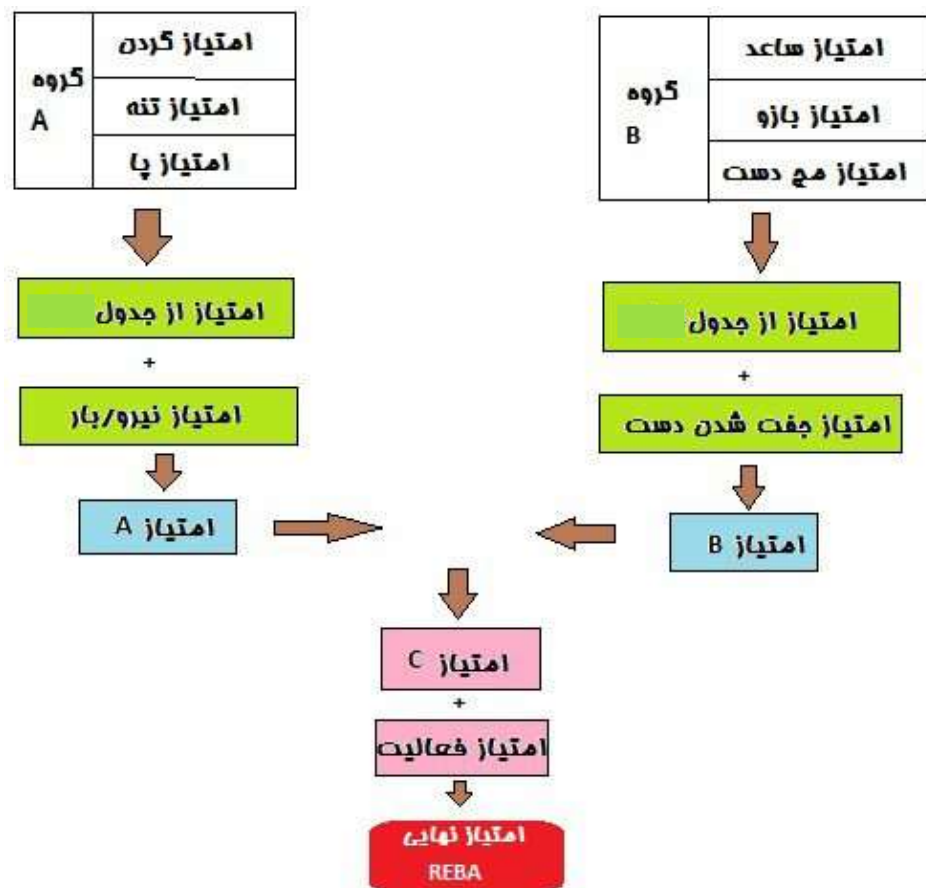 گروه
A
امتیاز گردن
امتیاز تنه
امتیاز پا
گروه
B
امتیاز ساعد
امتیاز بازو
امتیاز مچ دست
امتیاز از جدول
+
امتیاز نیرو/بار
امتیاز A
امتیاز از جدول
+
امتیاز جفت شدن دست
امتیاز B
امتیاز C
+
امتیاز فعالیت
امتیاز نهایی
REBA